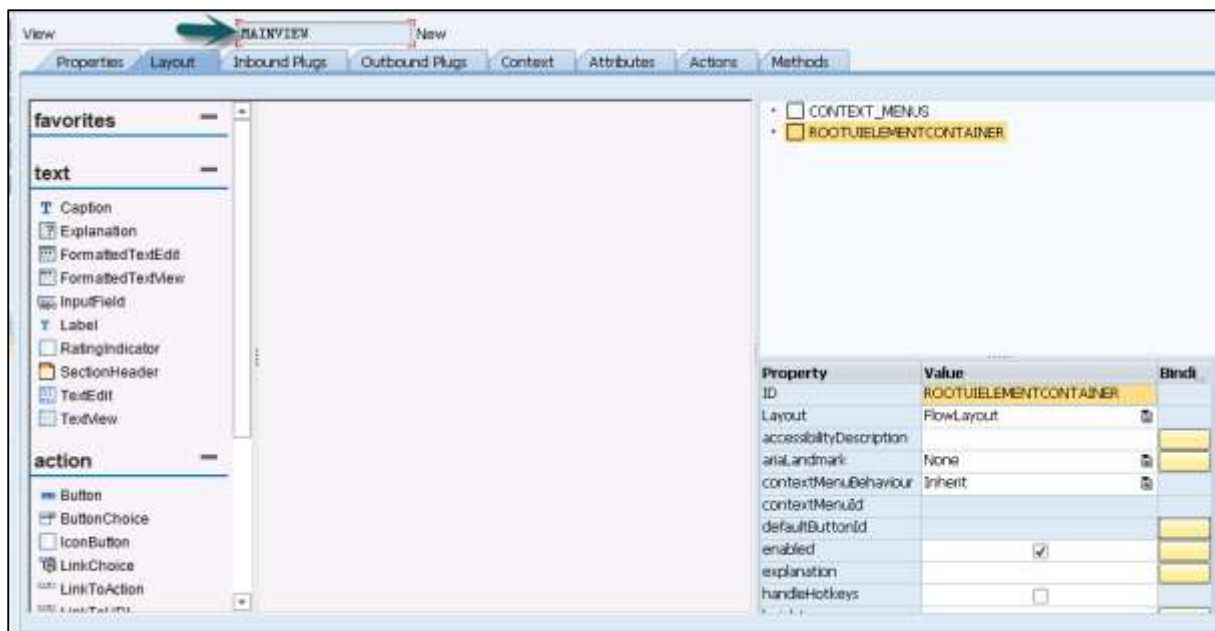 View MAINVIEW New
Properties Layout Inbound Plugs Outbound Plugs Context Attributes Actions Methods
favorites
text
Caption
Explanation
FormattedTextEdit
FormattedTextView
InputField
Label
RatingIndicator
SectionHeader
TextEdit
TextView
action
Button
ButtonChoice
IconButton
LinkChoice
LinkToAction
LinkToURL
CONTEXT_MENUS
ROOTUIELEMENTCONTAINER
Property Value Bindi
ID ROOTUIELEMENTCONTAINER
Layout FlowLayout
accessibilityDescription
ariaLandmark None
contextMenuBehaviour Inherit
contextMenuId
defaultButtonId
enabled
explanation
handleHotkeys